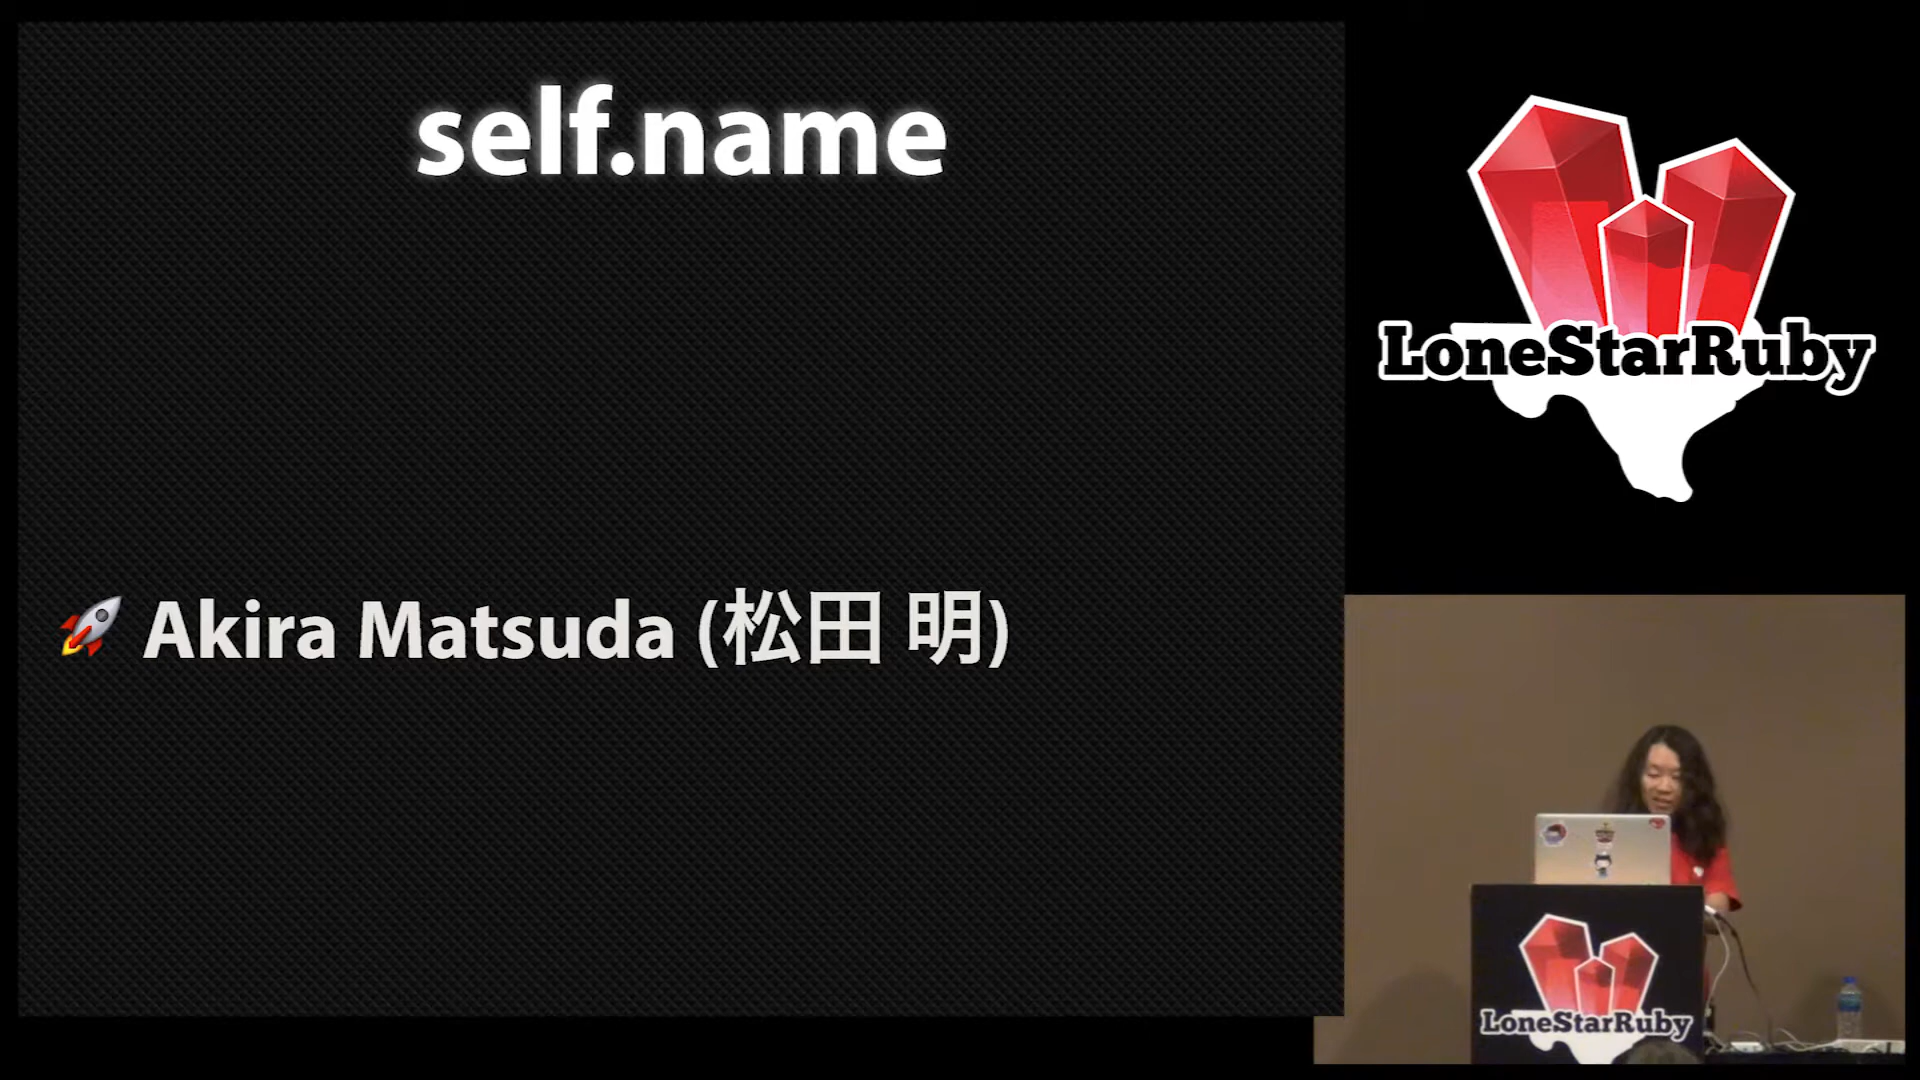 self.name
🚀 Akira Matsuda (松田 明)
LoneStarRuby
LoneStarRuby